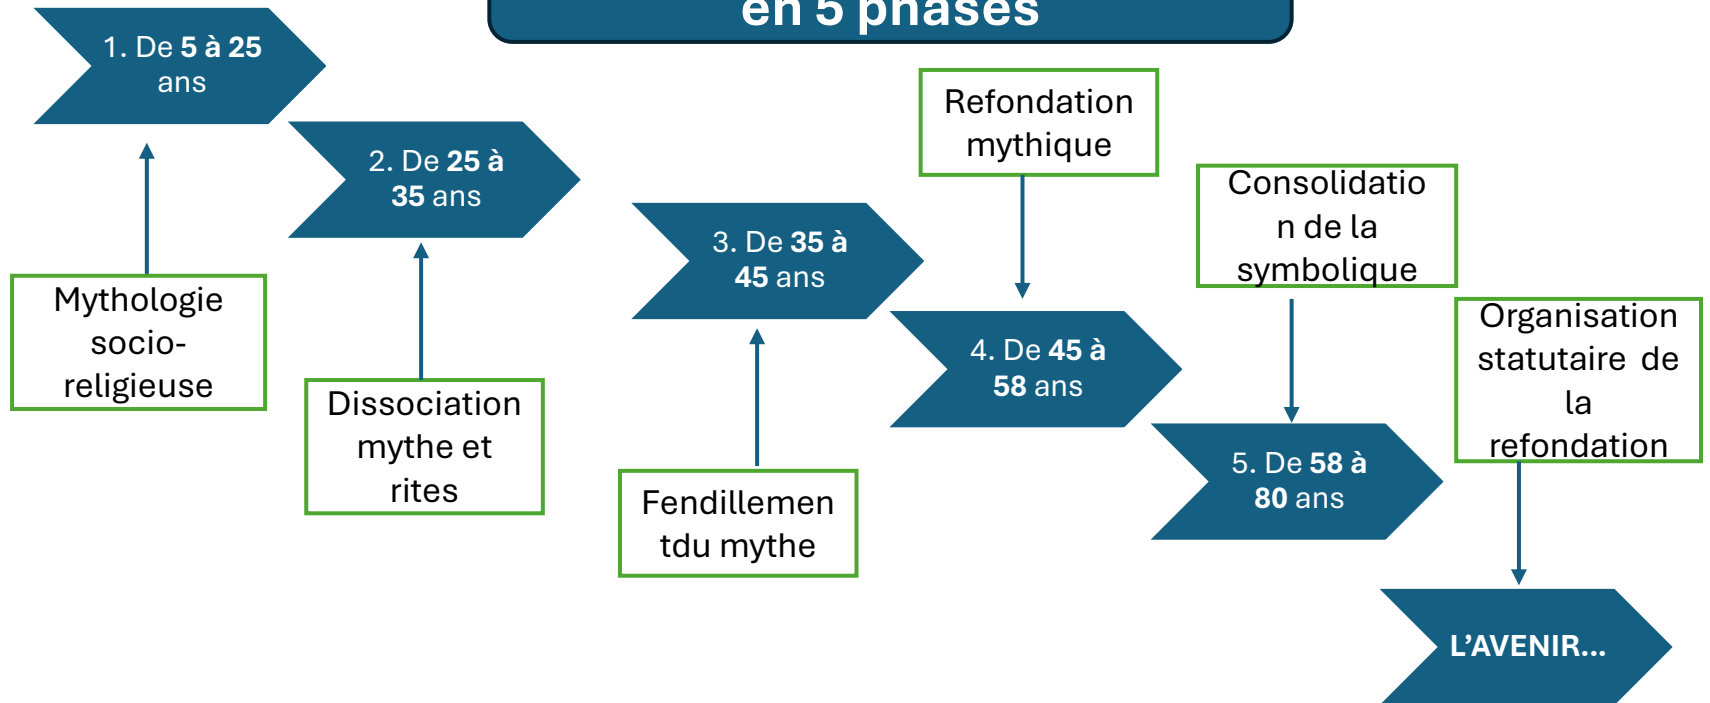 en 5 phases
1. De 5 à 25
ans
Mythologie
socio-
religieuse
2. De 25 à
35 ans
Dissociation
mythe et
rites
3. De 35 à
45 ans
Fendillemen
tdu mythe
Refondation
mythique
4. De 45 à
58 ans
Consolidatio
n de la
symbolique
5. De 58 à
80 ans
Organisation
statutaire de
la
refondation
L’AVENIR...